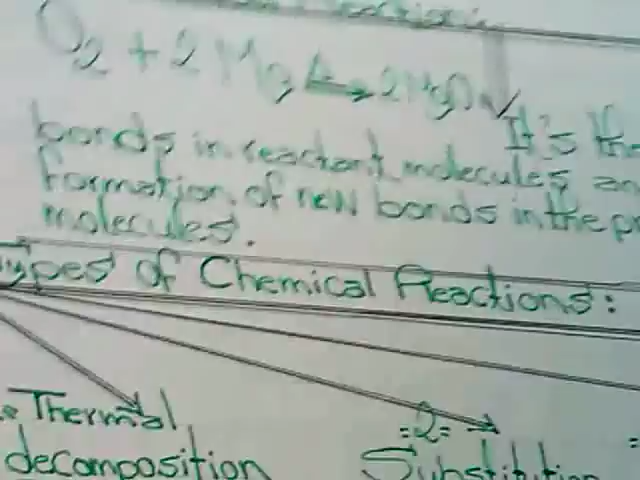 O₂ + 2Mg Δ→ 2MgO
It's the
bonds in reactant molecules an
formation of new bonds in the p
molecules.
Types of Chemical Reactions:
Thermal =2=
decomposition Substitution